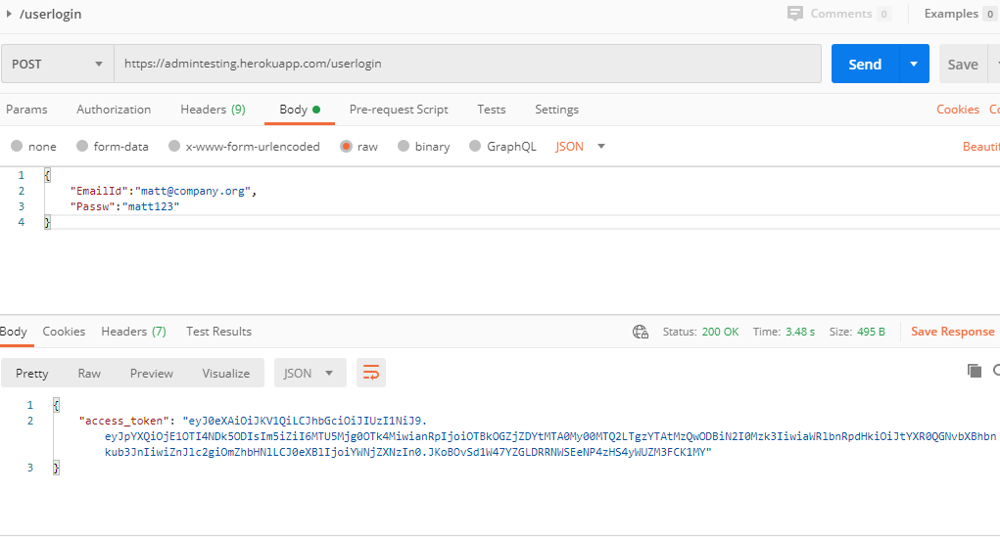 /userlogin Comments 0 Examples 0
POST https://admintesting.herokuapp.com/userlogin Send Save
Params Authorization Headers (9) Body Pre-request Script Tests Settings Cookies Co
none form-data x-www-form-urlencoded raw binary GraphQL JSON Beautif
1 {
2 "EmailId":"matt@company.org",
3 "Passw":"matt123"
4 }
Body Cookies Headers (7) Test Results Status: 200 OK Time: 3.48 s Size: 495 B Save Response
Pretty Raw Preview Visualize JSON
1 {
2 "access_token": "eyJ0eXAiOiJKV1QiLCJhbGciOiJIUzI1NiJ9.
eyJpYXQiOjE1OTI4NDk5ODIsIm5iZiI6MTU5Mjg0OTk4MiwianRpIjoiOTBkOGZjZDYtMTA0My00MTQ2LTgzYTAtMzQwODBiN2I0Mzk3IiwiaWRlbnRpdHkiOiJtYXR0QGNvbXBhbn
kub3JnIiwiZnJlc2giOmZhbHNlLCJ0eXBlIjoiYWNjZXNzIn0.JKoBOvSd1W47YZGLDRRNWSEeNP4zHS4yWUZM3FCK1MY"
3 }